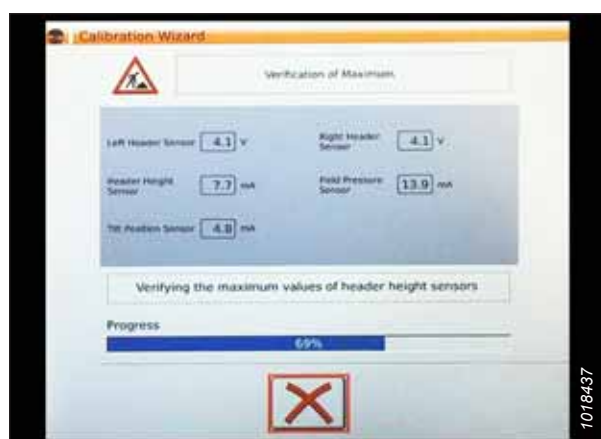 Calibration Wizard
Verification of Maximum
Left Header Sensor 4.1 V
Right Header Sensor 4.1 V
Header Height Sensor 7.7 mA
Field Pressure Sensor 13.9 mA
Tilt Position Sensor 4.8 mA
Verifying the maximum values of header height sensors
Progress
69%
1018437